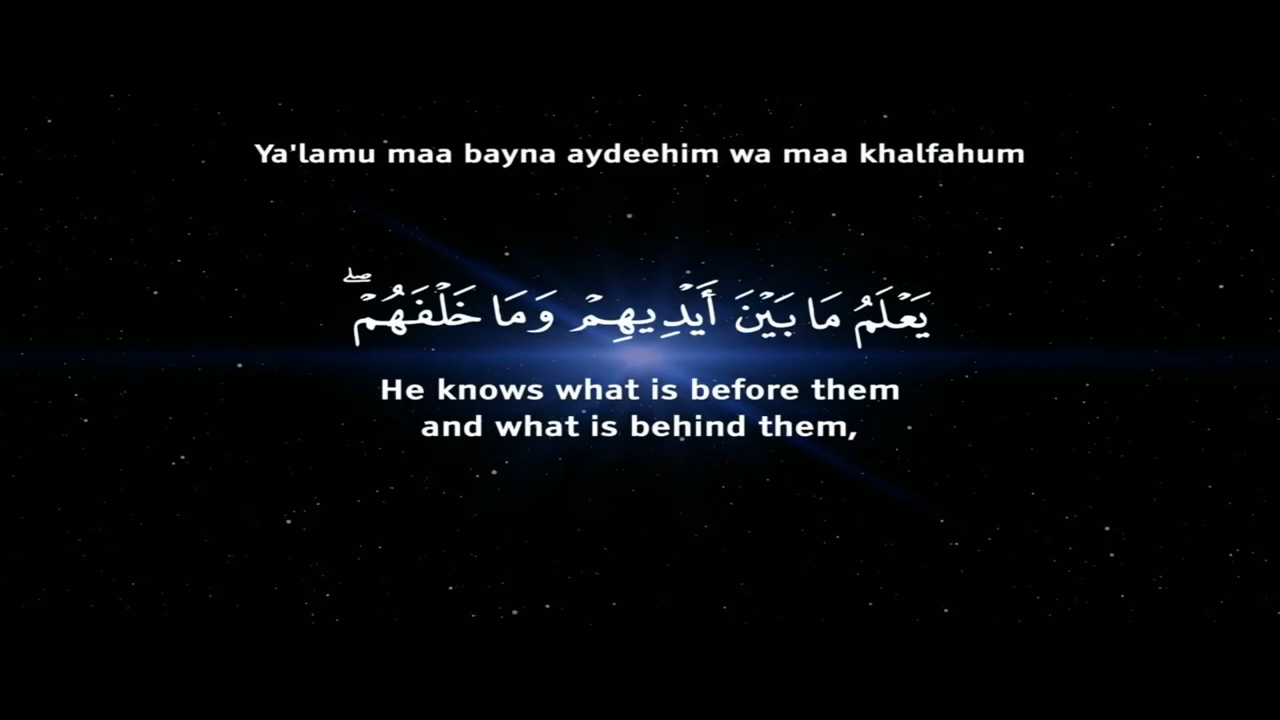 Ya'lamu maa bayna aydeehim wa maa khalfahum
يَعْلَمُ مَا بَيْنَ أَيْدِيهِمْ وَمَا خَلْفَهُمْ ۖ
He knows what is before them
and what is behind them,